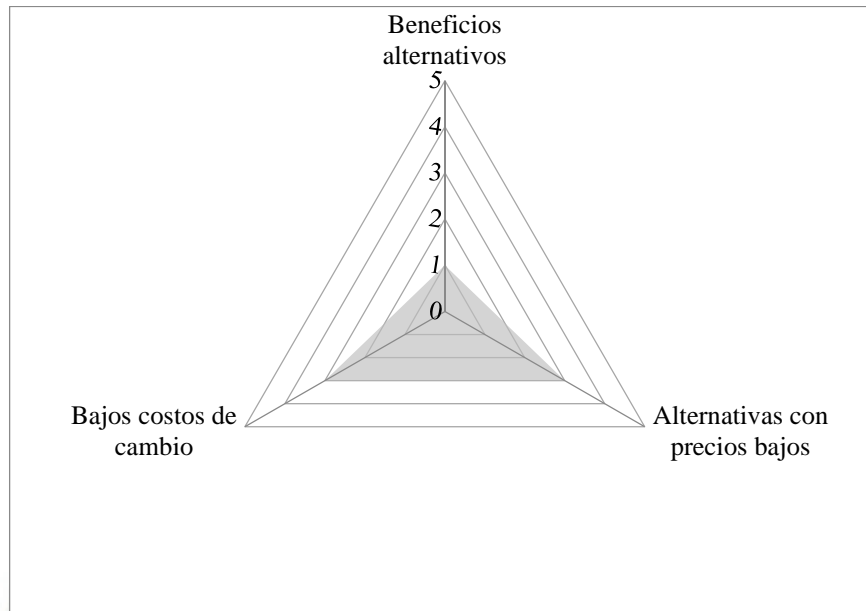 Beneficios
alternativos
5
4
3
2
1
0
Bajos costos de
cambio
Alternativas con
precios bajos